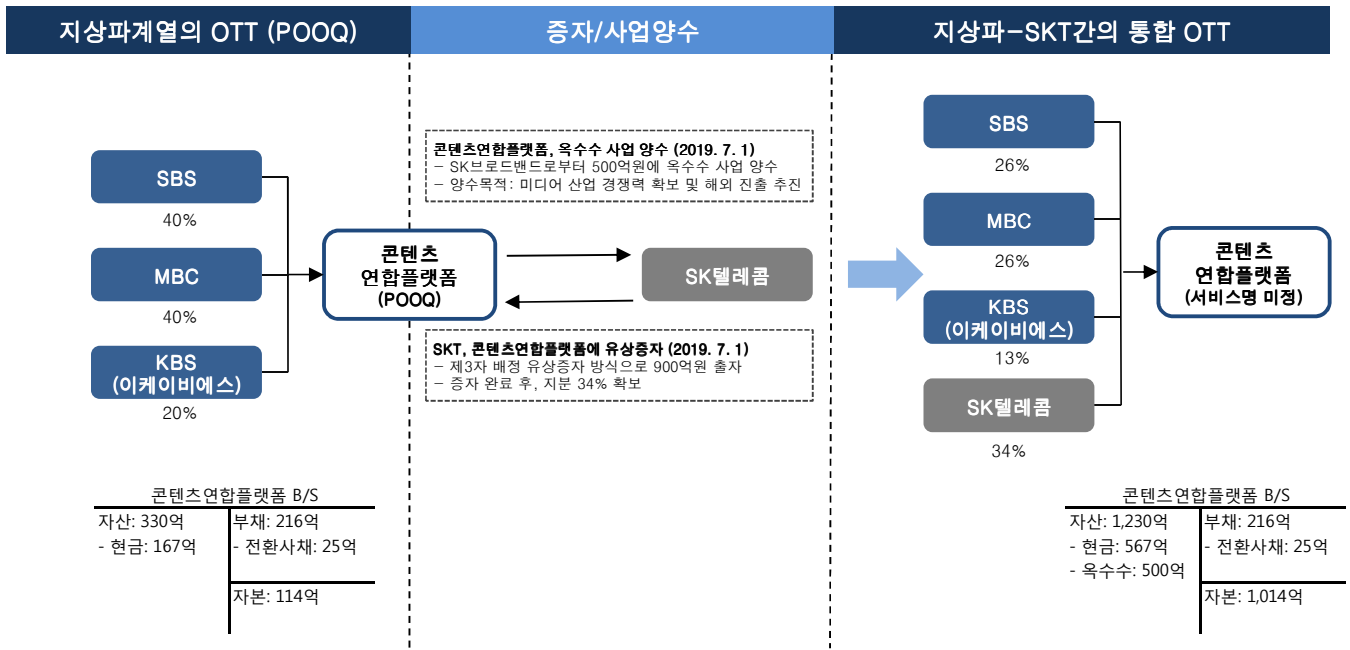 지상파계열의 OTT (POOQ)
증자/사업양수
지상파-SKT간의 통합 OTT
SBS
40%
MBC
40%
KBS
(이케이비에스)
20%
콘텐츠
연합플랫폼
(POOQ)
콘텐츠연합플랫폼, 옥수수 사업 양수 (2019. 7. 1)
- SK브로드밴드로부터 500억원에 옥수수 사업 양수
- 양수목적: 미디어 산업 경쟁력 확보 및 해외 진출 추진
SK텔레콤
SKT, 콘텐츠연합플랫폼에 유상증자 (2019. 7. 1)
- 제3자 배정 유상증자 방식으로 900억원 출자
- 증자 완료 후, 지분 34% 확보
SBS
26%
MBC
26%
KBS
(이케이비에스)
13%
SK텔레콤
34%
콘텐츠
연합플랫폼
(서비스명 미정)
콘텐츠연합플랫폼 B/S
자산: 330억
- 현금: 167억
부채: 216억
- 전환사채: 25억
자본: 114억
콘텐츠연합플랫폼 B/S
자산: 1,230억
- 현금: 567억
- 옥수수: 500억
부채: 216억
- 전환사채: 25억
자본: 1,014억